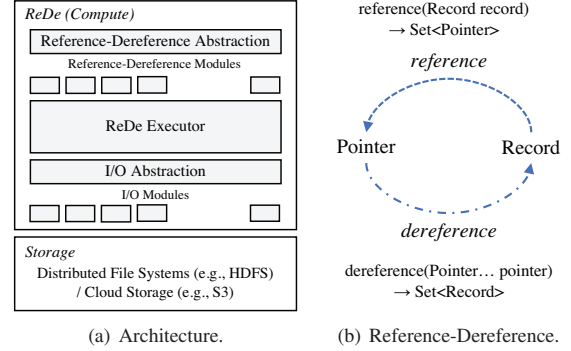 ReDe (Compute)
Reference-Dereference Abstraction
Reference-Dereference Modules
ReDe Executor
I/O Abstraction
I/O Modules
Storage
Distributed File Systems (e.g., HDFS)
/ Cloud Storage (e.g., S3)
(a) Architecture.
reference(Record record)
→ Set<Pointer>
reference
Pointer
Record
dereference
dereference(Pointer… pointer)
→ Set<Record>
(b) Reference-Dereference.